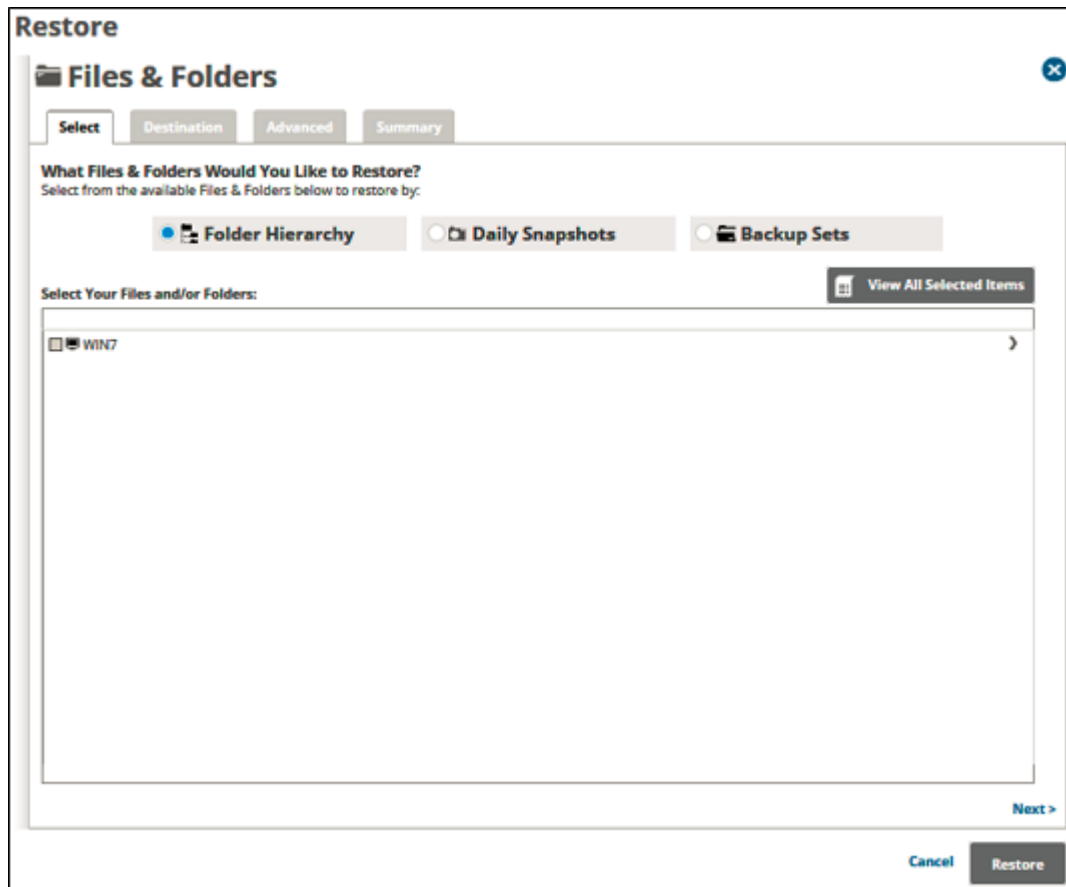 Restore
Files & Folders
Select Destination Advanced Summary
What Files & Folders Would You Like to Restore?
Select from the available Files & Folders below to restore by:
Folder Hierarchy Daily Snapshots Backup Sets
View All Selected Items
Select Your Files and/or Folders:
WIN7
Next >
Cancel Restore